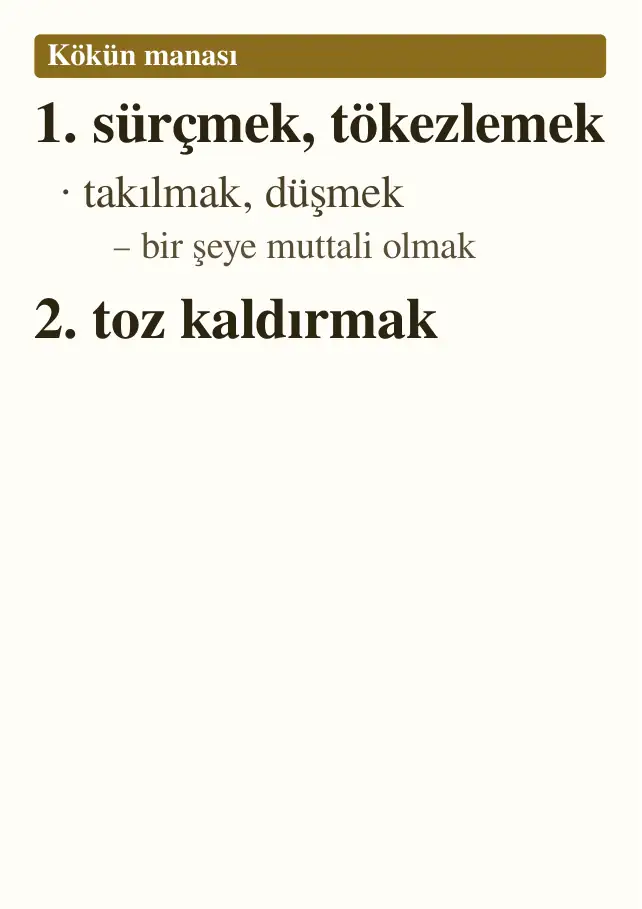 Kökün manası
1. sürçmek, tökezlemek
· takılmak, düşmek
– bir şeye muttali olmak
2. toz kaldırmak